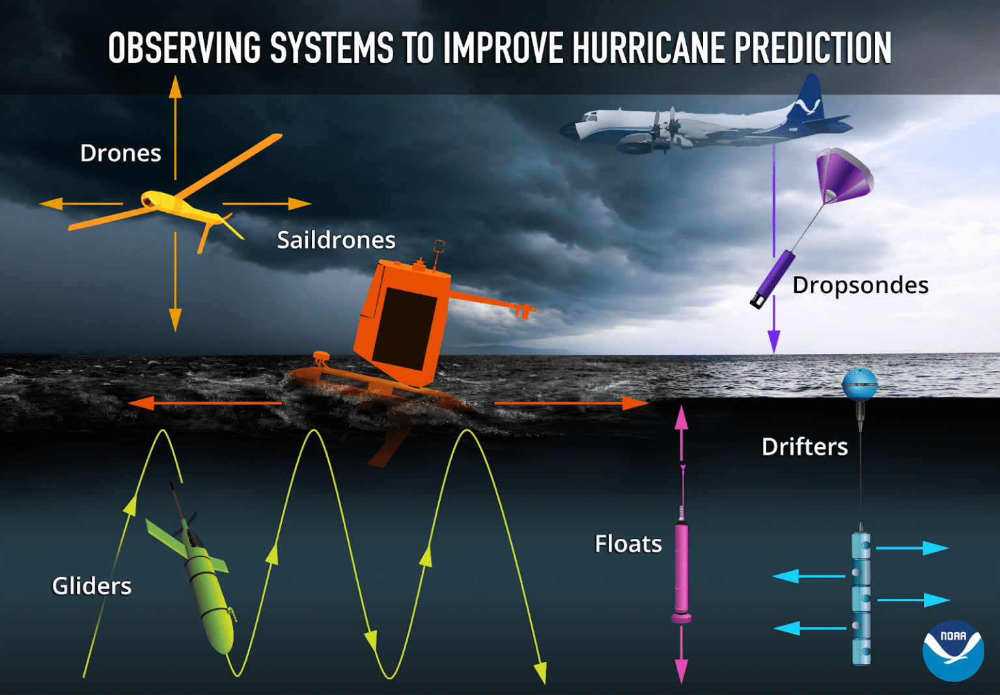 OBSERVING SYSTEMS TO IMPROVE HURRICANE PREDICTION
Drones
Saildrones
Dropsondes
Drifters
Floats
Gliders
NOAA